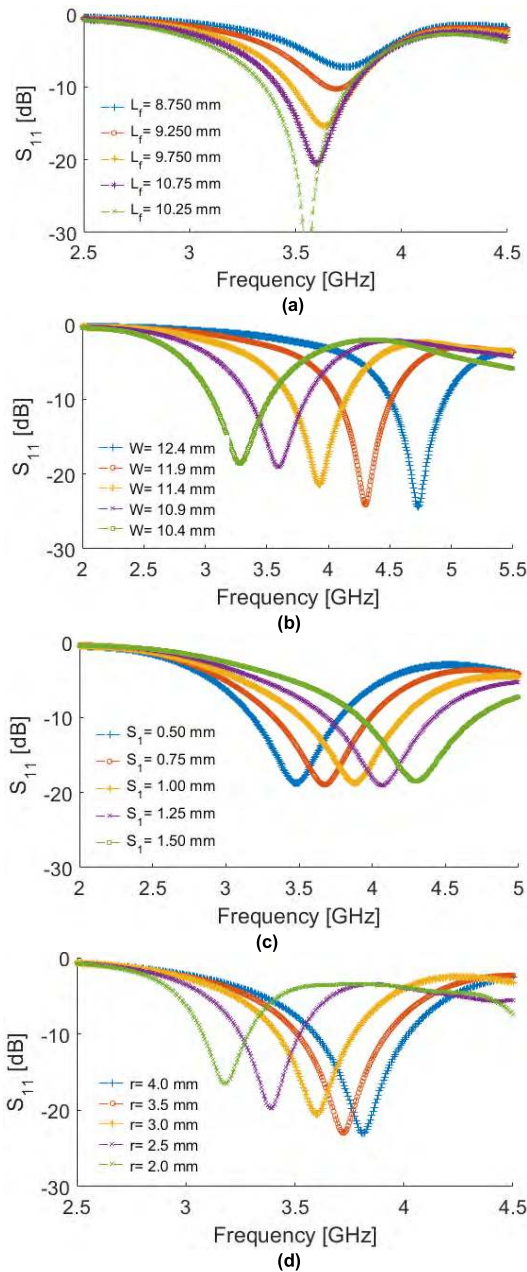 0
-10
-20
-30
S11 [dB]
Lf= 8.750 mm
Lf= 9.250 mm
Lf= 9.750 mm
Lf= 10.75 mm
Lf= 10.25 mm
2.5 3 3.5 4 4.5
Frequency [GHz]
(a)
0
-10
-20
-30
S11 [dB]
W= 12.4 mm
W= 11.9 mm
W= 11.4 mm
W= 10.9 mm
W= 10.4 mm
2 2.5 3 3.5 4 4.5 5 5.5
Frequency [GHz]
(b)
0
-10
-20
-30
S11 [dB]
S1= 0.50 mm
S1= 0.75 mm
S1= 1.00 mm
S1= 1.25 mm
S1= 1.50 mm
2 2.5 3 3.5 4 4.5 5
Frequency [GHz]
(c)
0
-10
-20
-30
S11 [dB]
r= 4.0 mm
r= 3.5 mm
r= 3.0 mm
r= 2.5 mm
r= 2.0 mm
2.5 3 3.5 4 4.5
Frequency [GHz]
(d)